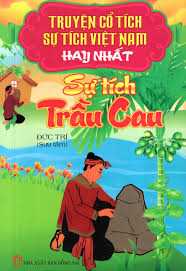 TRUYỆN CỔ TÍCH
SỰ TÍCH VIỆT NAM
HAY NHẤT
Sự tích
Trầu Cau
ĐỨC TRÍ
(Sưu tầm)
NHÀ XUẤT BẢN ĐỒNG NAI